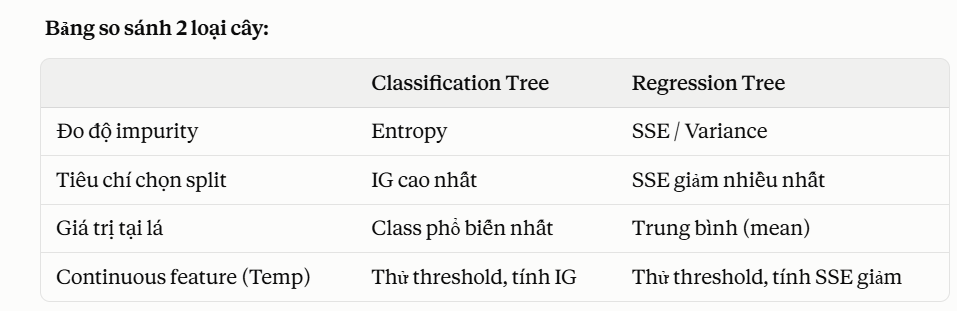 Bảng so sánh 2 loại cây:
Classification Tree Regression Tree
Đo độ impurity Entropy SSE / Variance
Tiêu chí chọn split IG cao nhất SSE giảm nhiều nhất
Giá trị tại lá Class phổ biến nhất Trung bình (mean)
Continuous feature (Temp) Thử threshold, tính IG Thử threshold, tính SSE giảm